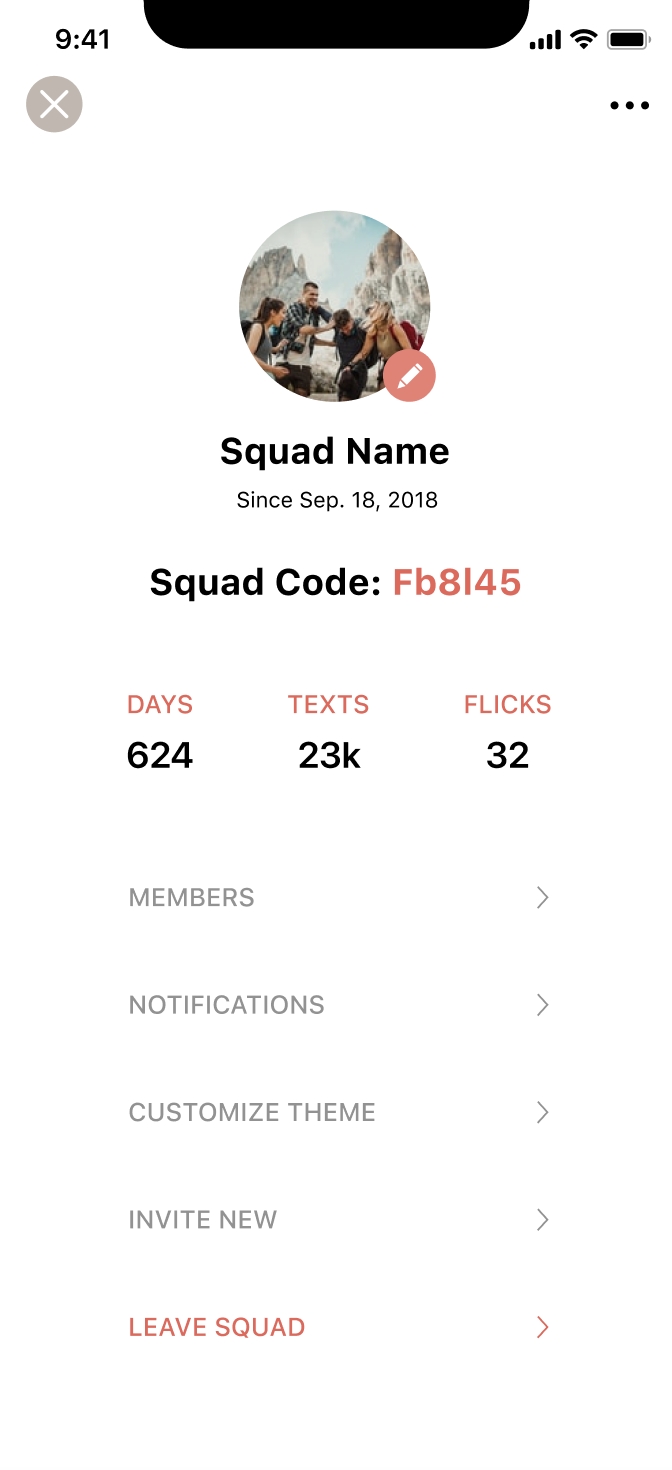 9:41
Squad Name
Since Sep. 18, 2018
Squad Code: Fb8l45
DAYS TEXTS FLICKS
624 23k 32
MEMBERS
NOTIFICATIONS
CUSTOMIZE THEME
INVITE NEW
LEAVE SQUAD